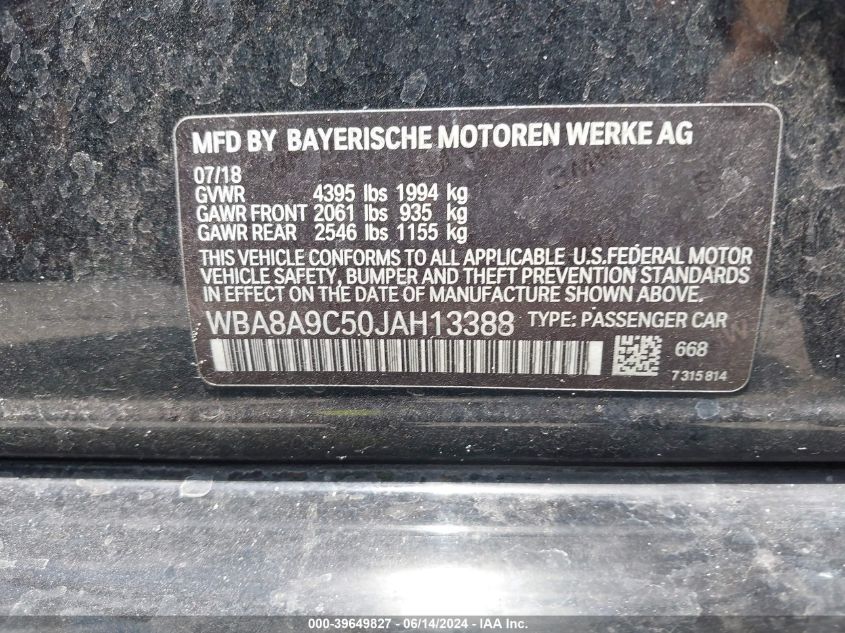 MFD BY BAYERISCHE MOTOREN WERKE AG
07/18
GVWR 4395 lbs 1994 kg
GAWR FRONT 2061 lbs 935 kg
GAWR REAR 2546 lbs 1155 kg
THIS VEHICLE CONFORMS TO ALL APPLICABLE U.S.FEDERAL MOTOR
VEHICLE SAFETY, BUMPER AND THEFT PREVENTION STANDARDS
IN EFFECT ON THE DATE OF MANUFACTURE SHOWN ABOVE.
WBA8A9C50JAH13388 TYPE: PASSENGER CAR
668
7 315 814
000-39649827 - 06/14/2024 - IAA Inc.